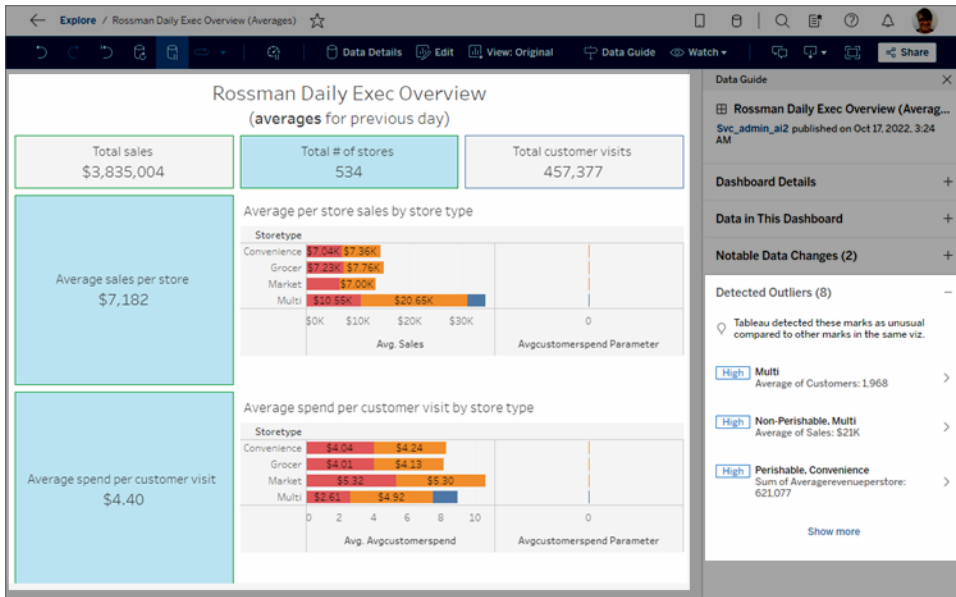 Explore / Rossman Daily Exec Overview (Averages)
Data Details Edit View: Original Data Guide Watch Share
Rossman Daily Exec Overview
(averages for previous day)
Total sales
$3,835,004
Total # of stores
534
Total customer visits
457,377
Average sales per store
$7,182
Average per store sales by store type
Storetype
Convenience $7.04K $7.36K
Grocer $7.23K $7.76K
Market $7.00K
Multi $10.55K $20.65K
$0K $10K $20K $30K 0
Avg. Sales Avgcustomerspend Parameter
Average spend per customer visit
$4.40
Average spend per customer visit by store type
Storetype
Convenience $4.04 $4.24
Grocer $4.01 $4.13
Market $5.32 $5.30
Multi $2.61 $4.92
0 2 4 6 8 10 0
Avg. Avgcustomerspend Avgcustomerspend Parameter
Data Guide
Rossman Daily Exec Overview (Averag...
Svc_admin_ai2 published on Oct 17, 2022, 3:24
AM
Dashboard Details
Data in This Dashboard
Notable Data Changes (2)
Detected Outliers (8)
Tableau detected these marks as unusual
compared to other marks in the same viz.
High Multi
Average of Customers: 1,968
High Non-Perishable, Multi
Average of Sales: $21K
High Perishable, Convenience
Sum of Averagerevenueperstore:
621,077
Show more